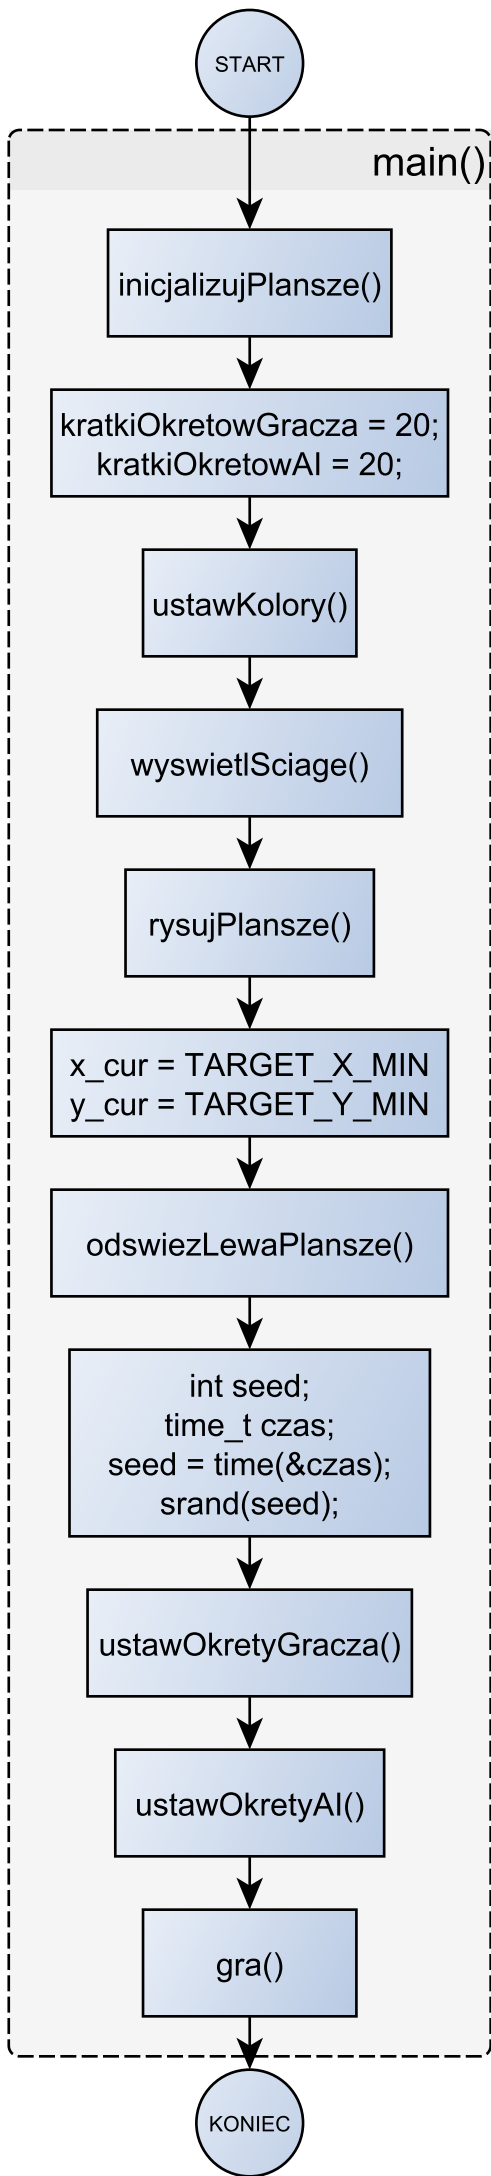 START
main()
inicjalizujPlansze()
kratkiOkretowGracza = 20;
kratkiOkretowAI = 20;
ustawKolory()
wyswietlSciage()
rysujPlansze()
x_cur = TARGET_X_MIN
y_cur = TARGET_Y_MIN
odswiezLewaPlansze()
int seed;
time_t czas;
seed = time(&czas);
srand(seed);
ustawOkretyGracza()
ustawOkretyAI()
gra()
KONIEC